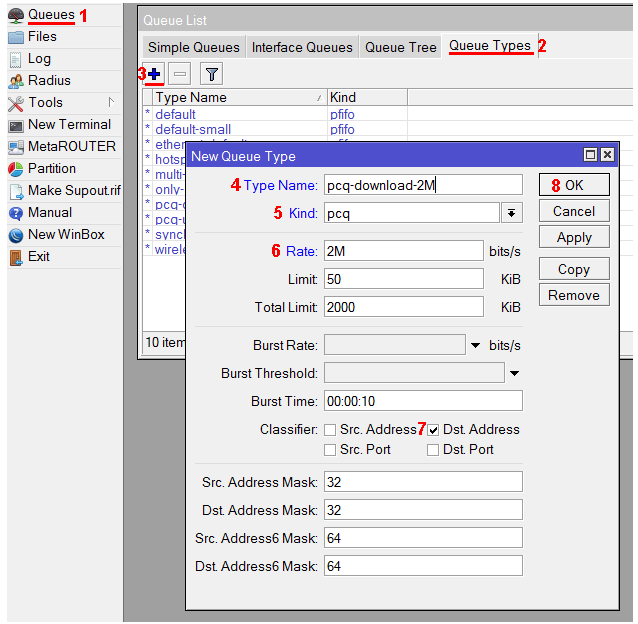 Queues 1
Files
Log
Radius
Tools
New Terminal
MetaROUTER
Partition
Make Supout.rif
Manual
New WinBox
Exit
Queue List
Simple Queues Interface Queues Queue Tree Queue Types 2
3
Type Name Kind
* default pfifo
* default-small pfifo
*
* hotsp
* multi-
* only-
*
*
* syncl
* wirele
10 item
New Queue Type
4 Type Name: pcq-download-2M
5 Kind: pcq
6 Rate: 2M bits/s
Limit: 50 KiB
Total Limit: 2000 KiB
Burst Rate: bits/s
Burst Threshold:
Burst Time: 00:00:10
Classifier: Src. Address 7 Dst. Address
Src. Port Dst. Port
Src. Address Mask: 32
Dst. Address Mask: 32
Src. Address6 Mask: 64
Dst. Address6 Mask: 64
8 OK
Cancel
Apply
Copy
Remove